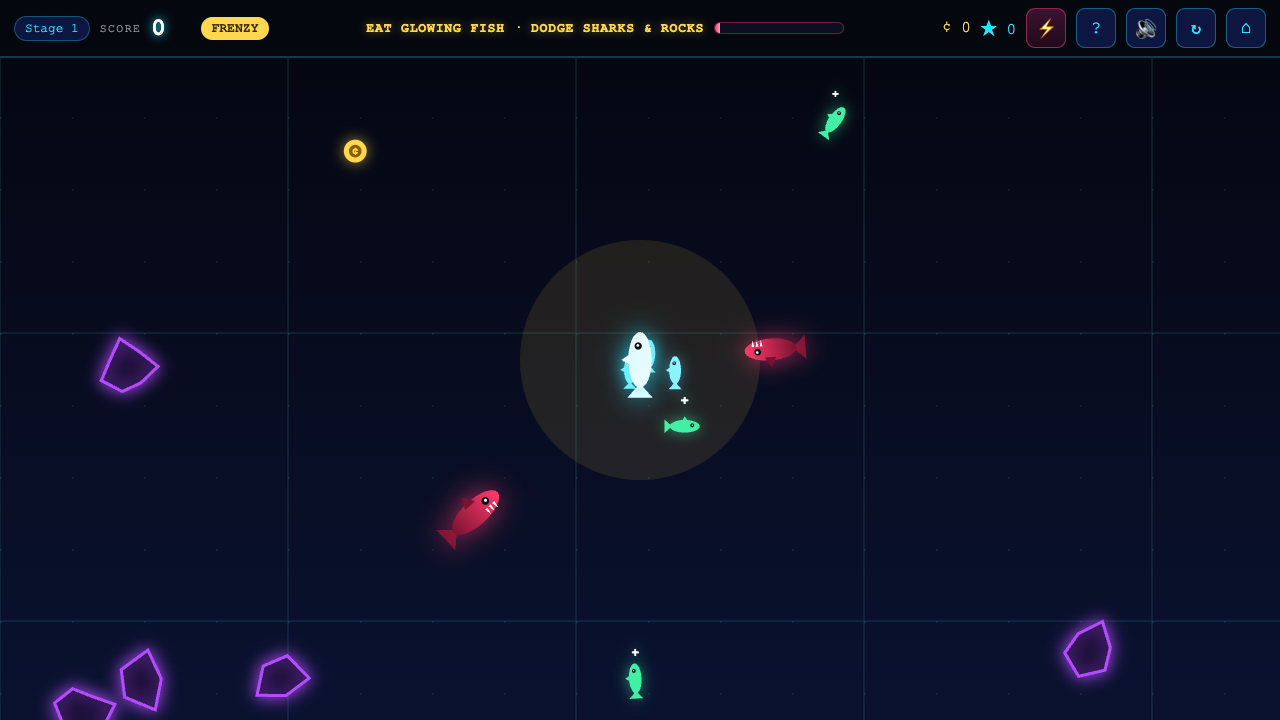 Stage 1
SCORE 0
FRENZY
EAT GLOWING FISH · DODGE SHARKS & ROCKS
¢ 0
★ 0
?
¢
+
+
+